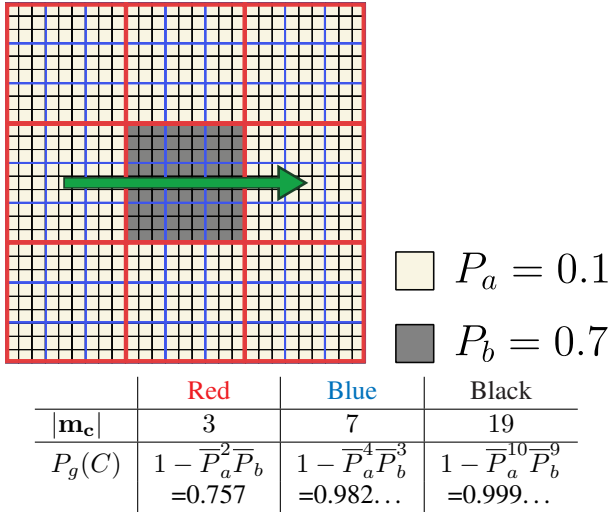 P_a = 0.1
P_b = 0.7
Red Blue Black
|m_c| 3 7 19
P_g(C) 1 − P̅_a^2 P̅_b 1 − P̅_a^4 P̅_b^3 1 − P̅_a^10 P̅_b^9
=0.757 =0.982... =0.999...